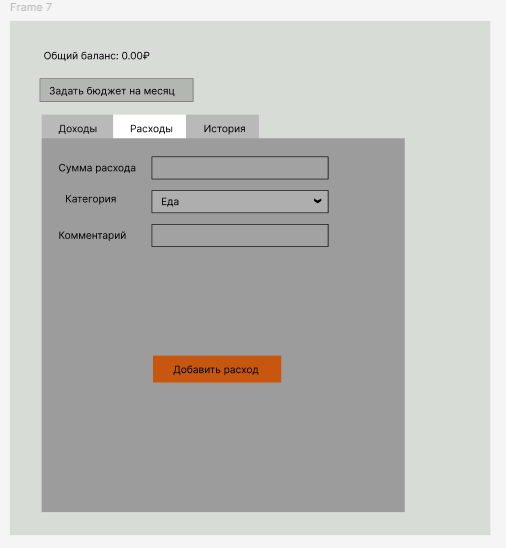 Frame 7
Общий баланс: 0.00₽
Задать бюджет на месяц
Доходы Расходы История
Сумма расхода
Категория Еда
Комментарий
Добавить расход